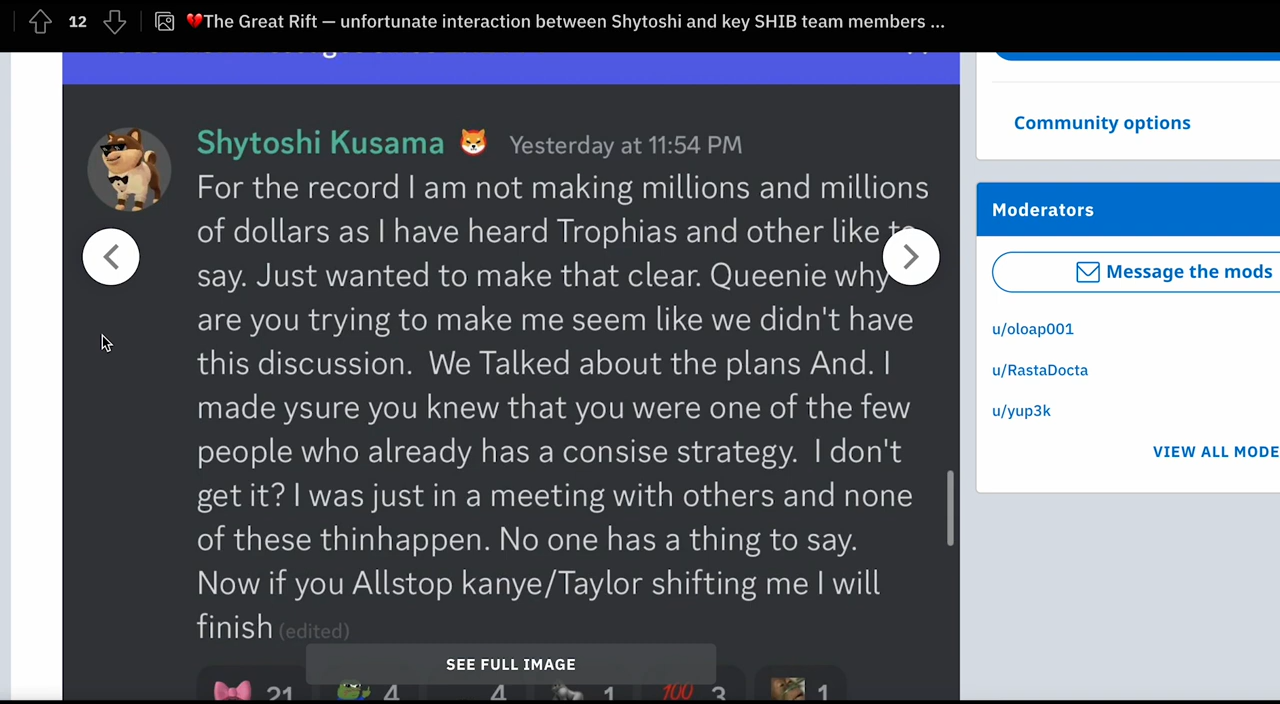 12
💔The Great Rift — unfortunate interaction between Shytoshi and key SHIB team members ...
Shytoshi Kusama 🦊 Yesterday at 11:54 PM
For the record I am not making millions and millions
of dollars as I have heard Trophias and other like to
say. Just wanted to make that clear. Queenie why
are you trying to make me seem like we didn't have
this discussion. We Talked about the plans And. I
made ysure you knew that you were one of the few
people who already has a consise strategy. I don't
get it? I was just in a meeting with others and none
of these thinhappen. No one has a thing to say.
Now if you Allstop kanye/Taylor shifting me I will
finish (edited)
SEE FULL IMAGE
21 4 4 1 100 3 1
Community options
Moderators
Message the mods
u/oloap001
u/RastaDocta
u/yup3k
VIEW ALL MODE